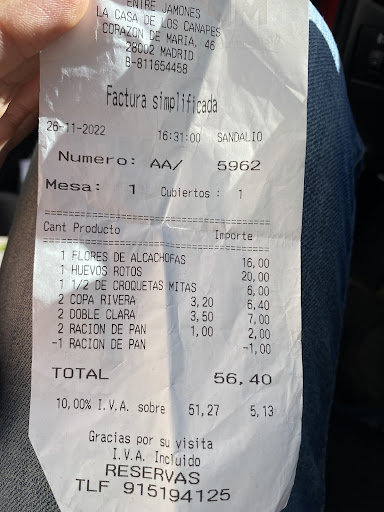 ENTRE JAMONES
LA CASA DE LOS CANAPES
CORAZON DE MARIA, 46
28002 MADRID
B-811654458
Factura simplificada
26-11-2022 16:31:00 SANDALIO
Numero: AA/ 5962
Mesa: 1 Cubiertos: 1
Cant Producto Importe
1 FLORES DE ALCACHOFAS 16,00
1 HUEVOS ROTOS 20,00
1 1/2 DE CROQUETAS MITAS 6,00
2 COPA RIVERA 3,20 6,40
2 DOBLE CLARA 3,50 7,00
2 RACION DE PAN 1,00 2,00
-1 RACION DE PAN -1,00
TOTAL 56,40
10,00% I.V.A. sobre 51,27 5,13
Gracias por su visita
I.V.A. Incluido
RESERVAS
TLF 915194125